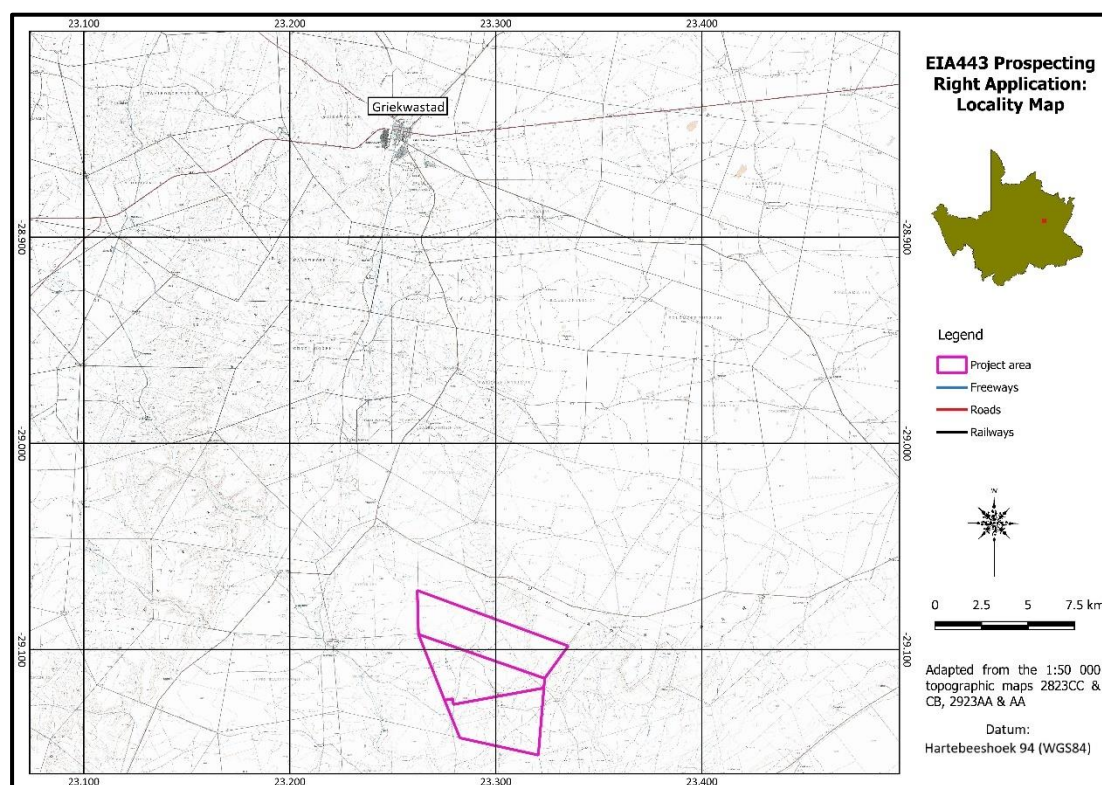 23.100
23.200
23.300
23.400
Griekwastad
-28.900
-28.900
-29.000
-29.000
-29.100
-29.100
23.100
23.200
23.300
23.400
EIA443 Prospecting
Right Application:
Locality Map
Legend
Project area
Freeways
Roads
Railways
N
0 2.5 5 7.5 km
Adapted from the 1:50 000
topographic maps 2823CC &
CB, 2923AA & AA
Datum:
Hartebeeshoek 94 (WGS84)